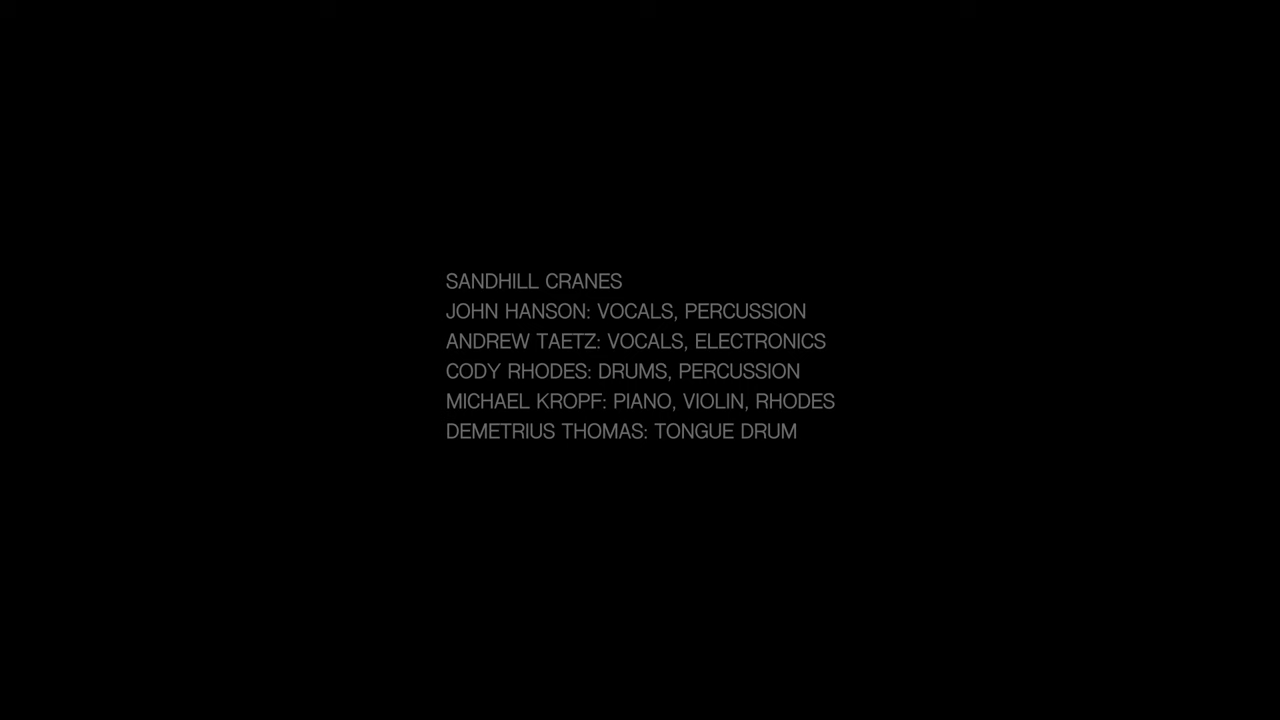 SANDHILL CRANES
JOHN HANSON: VOCALS, PERCUSSION
ANDREW TAETZ: VOCALS, ELECTRONICS
CODY RHODES: DRUMS, PERCUSSION
MICHAEL KROPF: PIANO, VIOLIN, RHODES
DEMETRIUS THOMAS: TONGUE DRUM